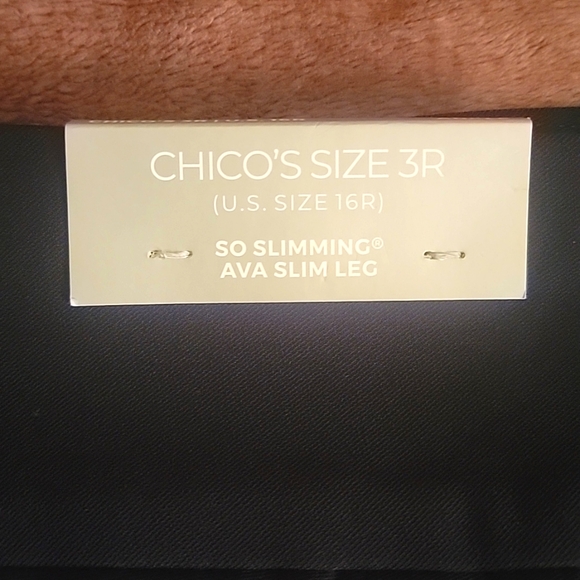 CHICO'S SIZE 3R
(U.S. SIZE 16R)
SO SLIMMING®
AVA SLIM LEG